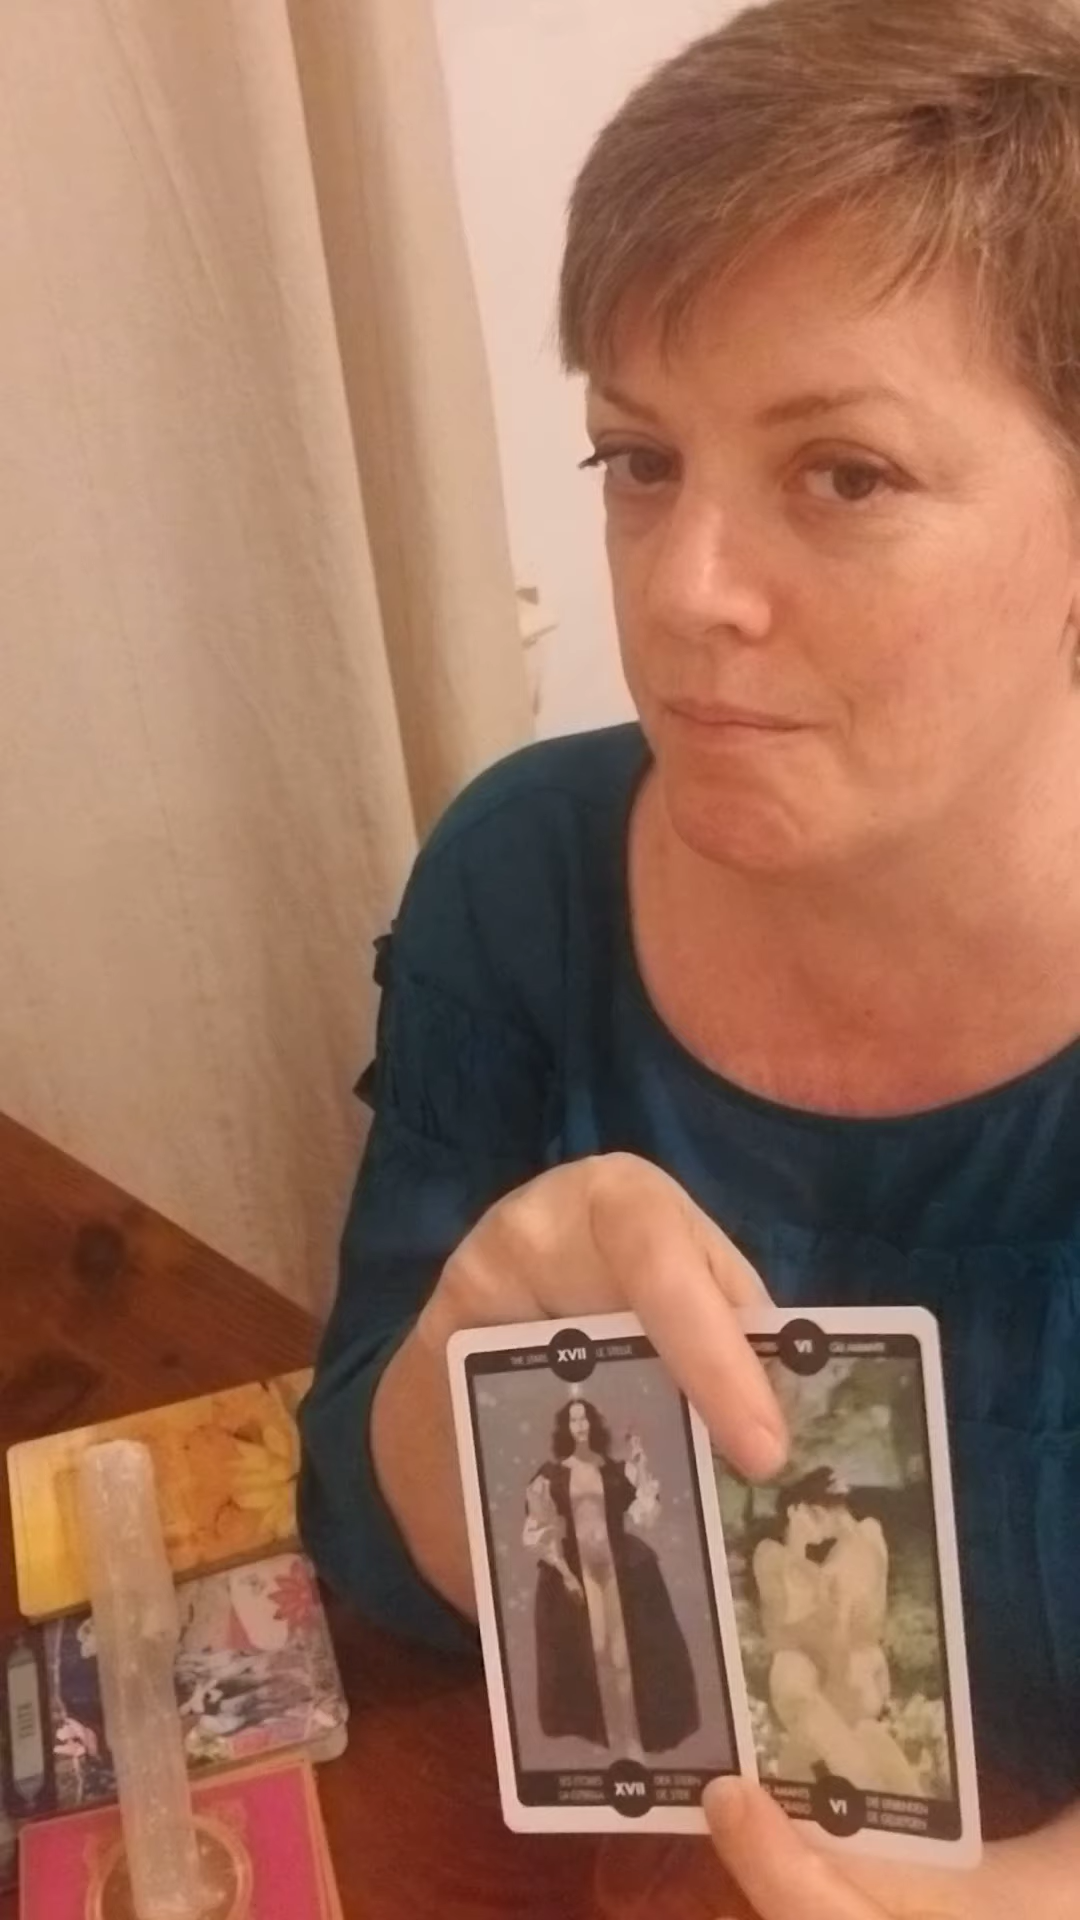 THE STARS XVII LE STELLE
VI GLI AMANTI
LES ETOILES XVII DER STERN
LA ESTRELLA DE STER
VI DIE LIEBENDEN
DE GELIEFDEN